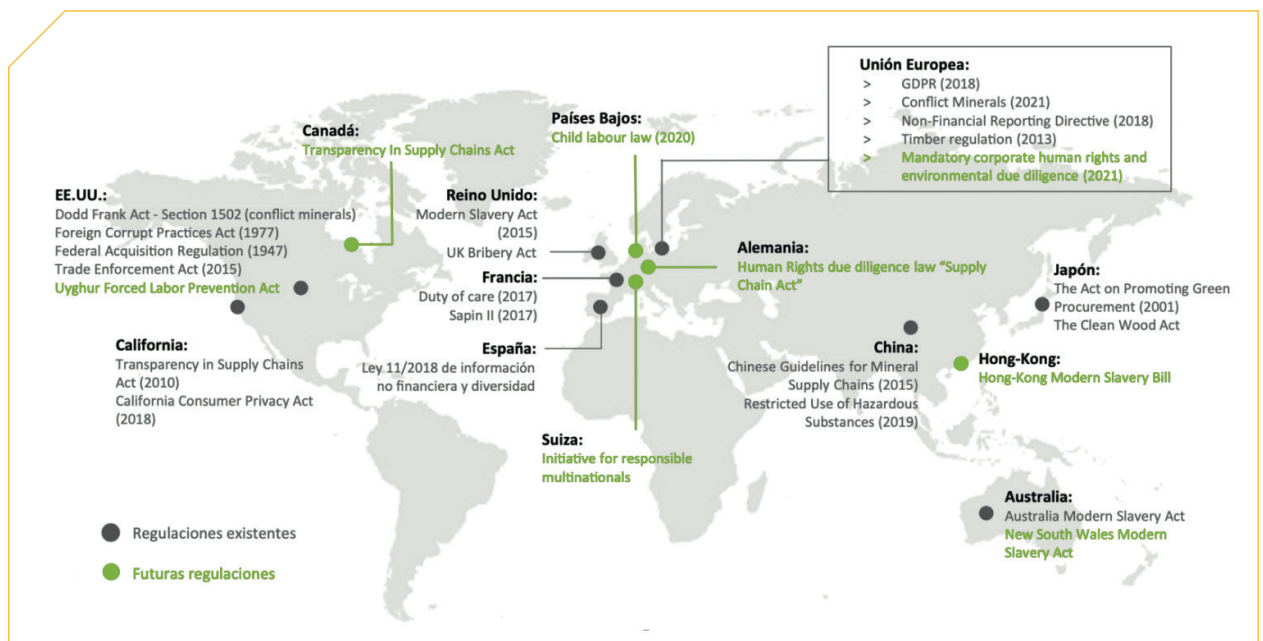 Unión Europea:
> GDPR (2018)
> Conflict Minerals (2021)
> Non-Financial Reporting Directive (2018)
> Timber regulation (2013)
> Mandatory corporate human rights and
environmental due diligence (2021)
Canadá:
Transparency In Supply Chains Act
Países Bajos:
Child labour law (2020)
EE.UU.:
Dodd Frank Act - Section 1502 (conflict minerals)
Foreign Corrupt Practices Act (1977)
Federal Acquisition Regulation (1947)
Trade Enforcement Act (2015)
Uyghur Forced Labor Prevention Act
Reino Unido:
Modern Slavery Act
(2015)
UK Bribery Act
Francia:
Duty of care (2017)
Sapin II (2017)
Alemania:
Human Rights due diligence law “Supply
Chain Act”
Japón:
The Act on Promoting Green
Procurement (2001)
The Clean Wood Act
California:
Transparency in Supply Chains
Act (2010)
California Consumer Privacy Act
(2018)
España:
Ley 11/2018 de información
no financiera y diversidad
China:
Chinese Guidelines for Mineral
Supply Chains (2015)
Restricted Use of Hazardous
Substances (2019)
Hong-Kong:
Hong-Kong Modern Slavery Bill
Suiza:
Initiative for responsible
multinationals
Australia:
Australia Modern Slavery Act
New South Wales Modern
Slavery Act
Regulaciones existentes
Futuras regulaciones